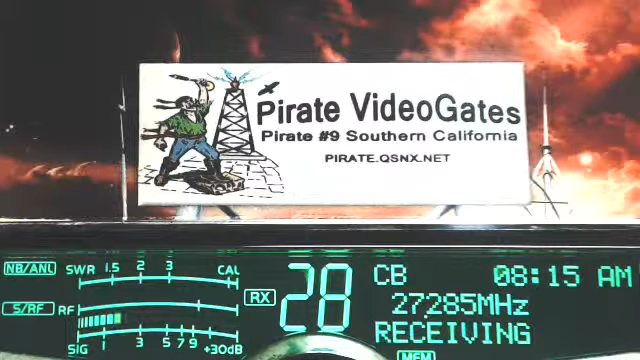 Pirate VideoGates
Pirate #9 Southern California
PIRATE.QSNX.NET
NB/ANL SWR 1.5 2 3 CAL
S/RF RF
SIG 1 3 5 7 9 +30dB
RX 28
CB 08:15 AM
27285MHz
RECEIVING
MEM